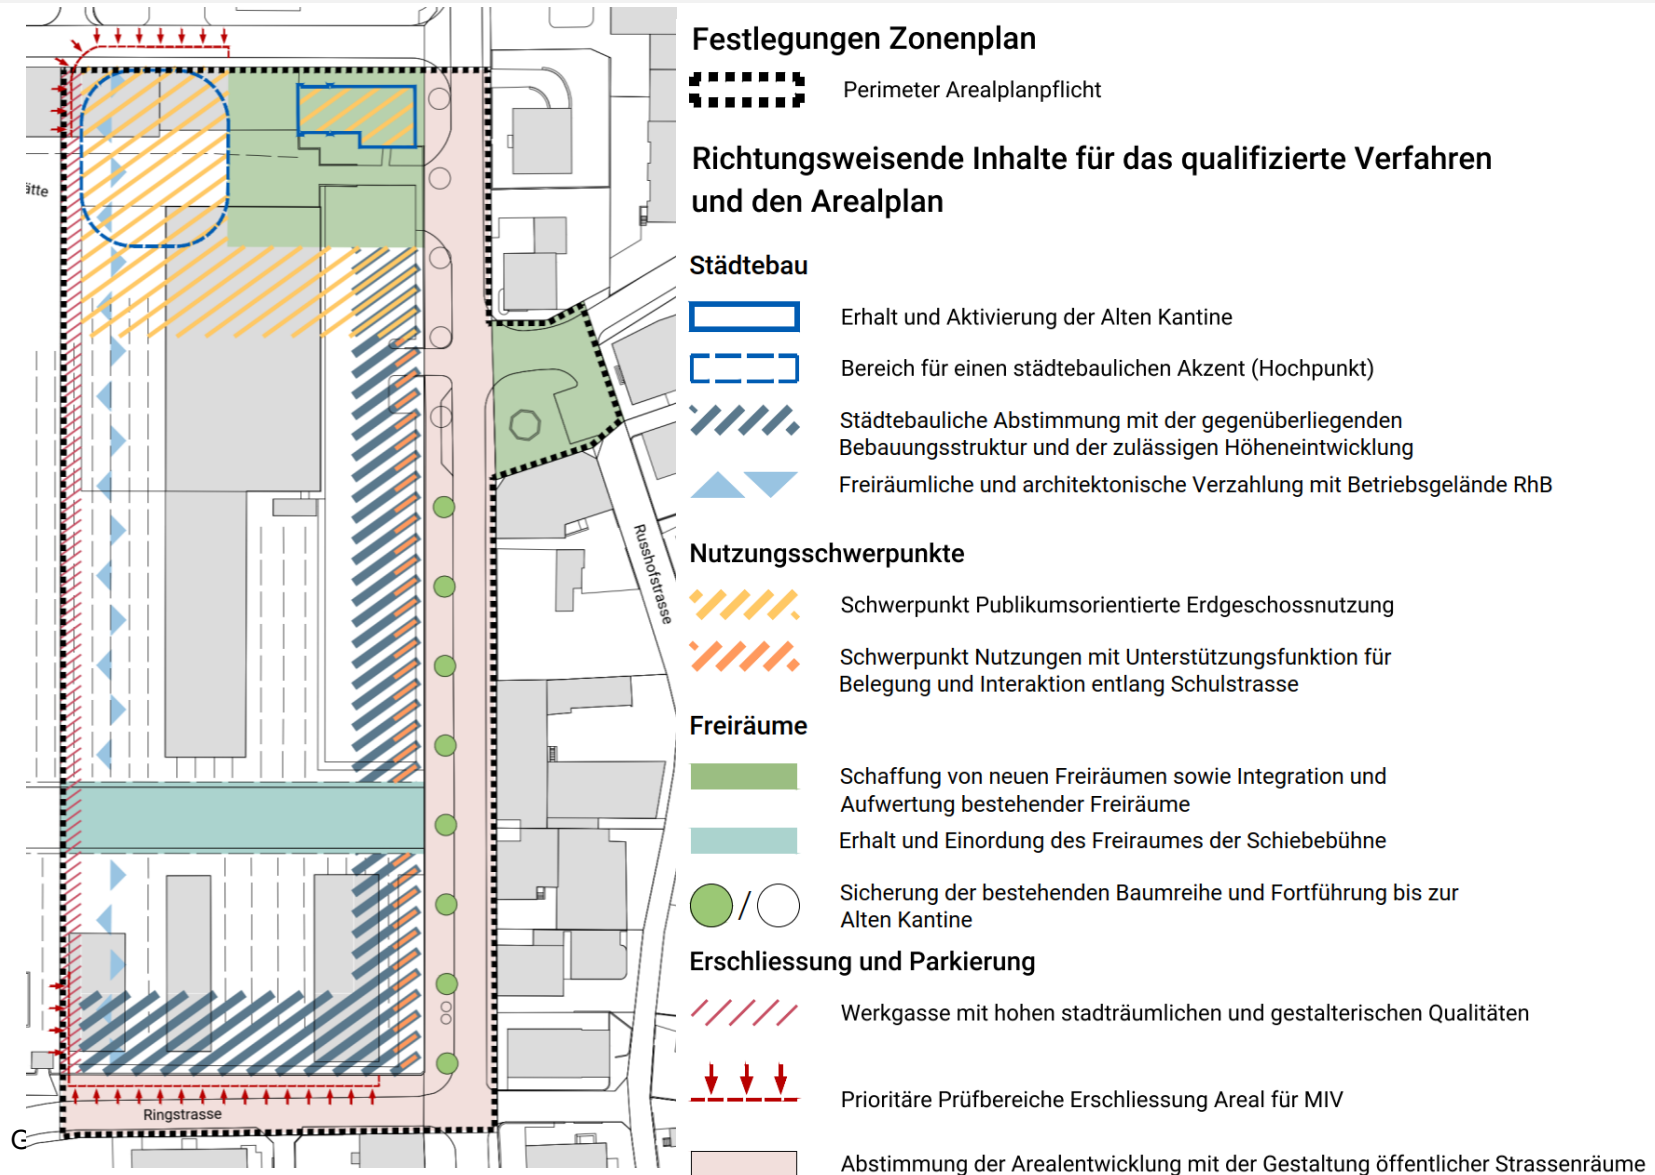 Festlegungen Zonenplan
Perimeter Arealplanpflicht
Richtungsweisende Inhalte für das qualifizierte Verfahren
und den Arealplan
Städtebau
Erhalt und Aktivierung der Alten Kantine
Bereich für einen städtebaulichen Akzent (Hochpunkt)
Städtebauliche Abstimmung mit der gegenüberliegenden
Bebauungsstruktur und der zulässigen Höheneintwicklung
Freiräumliche und architektonische Verzahlung mit Betriebsgelände RhB
Nutzungsschwerpunkte
Schwerpunkt Publikumsorientierte Erdgeschossnutzung
Schwerpunkt Nutzungen mit Unterstützungsfunktion für
Belegung und Interaktion entlang Schulstrasse
Freiräume
Schaffung von neuen Freiräumen sowie Integration und
Aufwertung bestehender Freiräume
Erhalt und Einordung des Freiraumes der Schiebebühne
/
Sicherung der bestehenden Baumreihe und Fortführung bis zur
Alten Kantine
Erschliessung und Parkierung
Werkgasse mit hohen stadträumlichen und gestalterischen Qualitäten
Prioritäre Prüfbereiche Erschliessung Areal für MIV
Abstimmung der Arealentwicklung mit der Gestaltung öffentlicher Strassenräume
ätte
Russhofstrasse
Ringstrasse
G